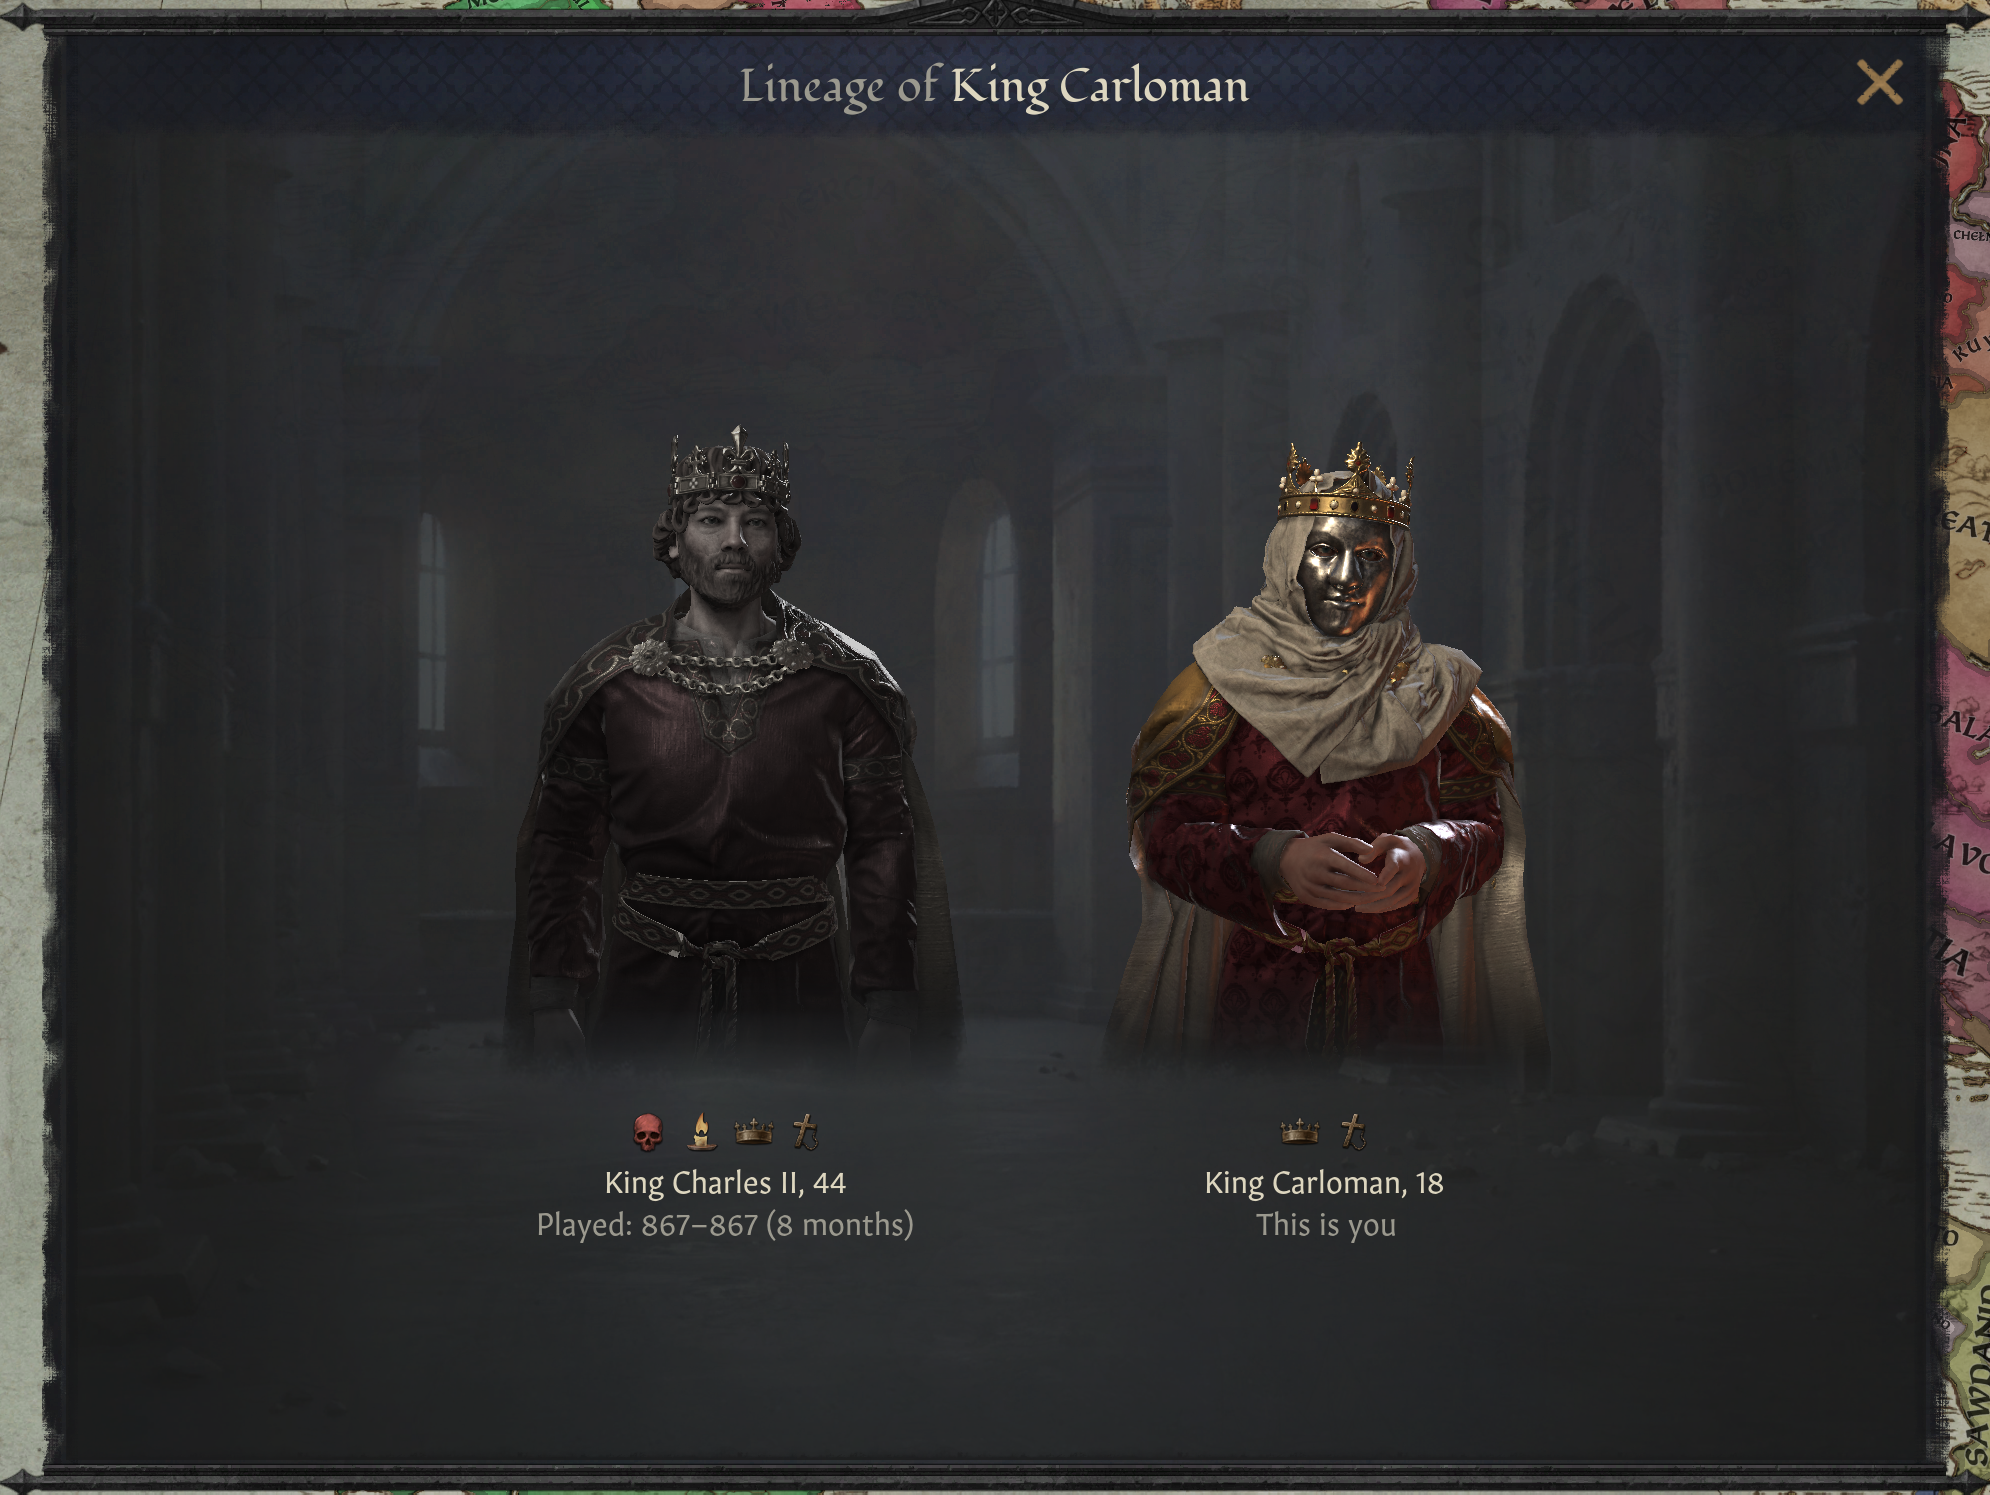 Lineage of King Carloman
King Charles II, 44
Played: 867–867 (8 months)
King Carloman, 18
This is you
SAWDAND